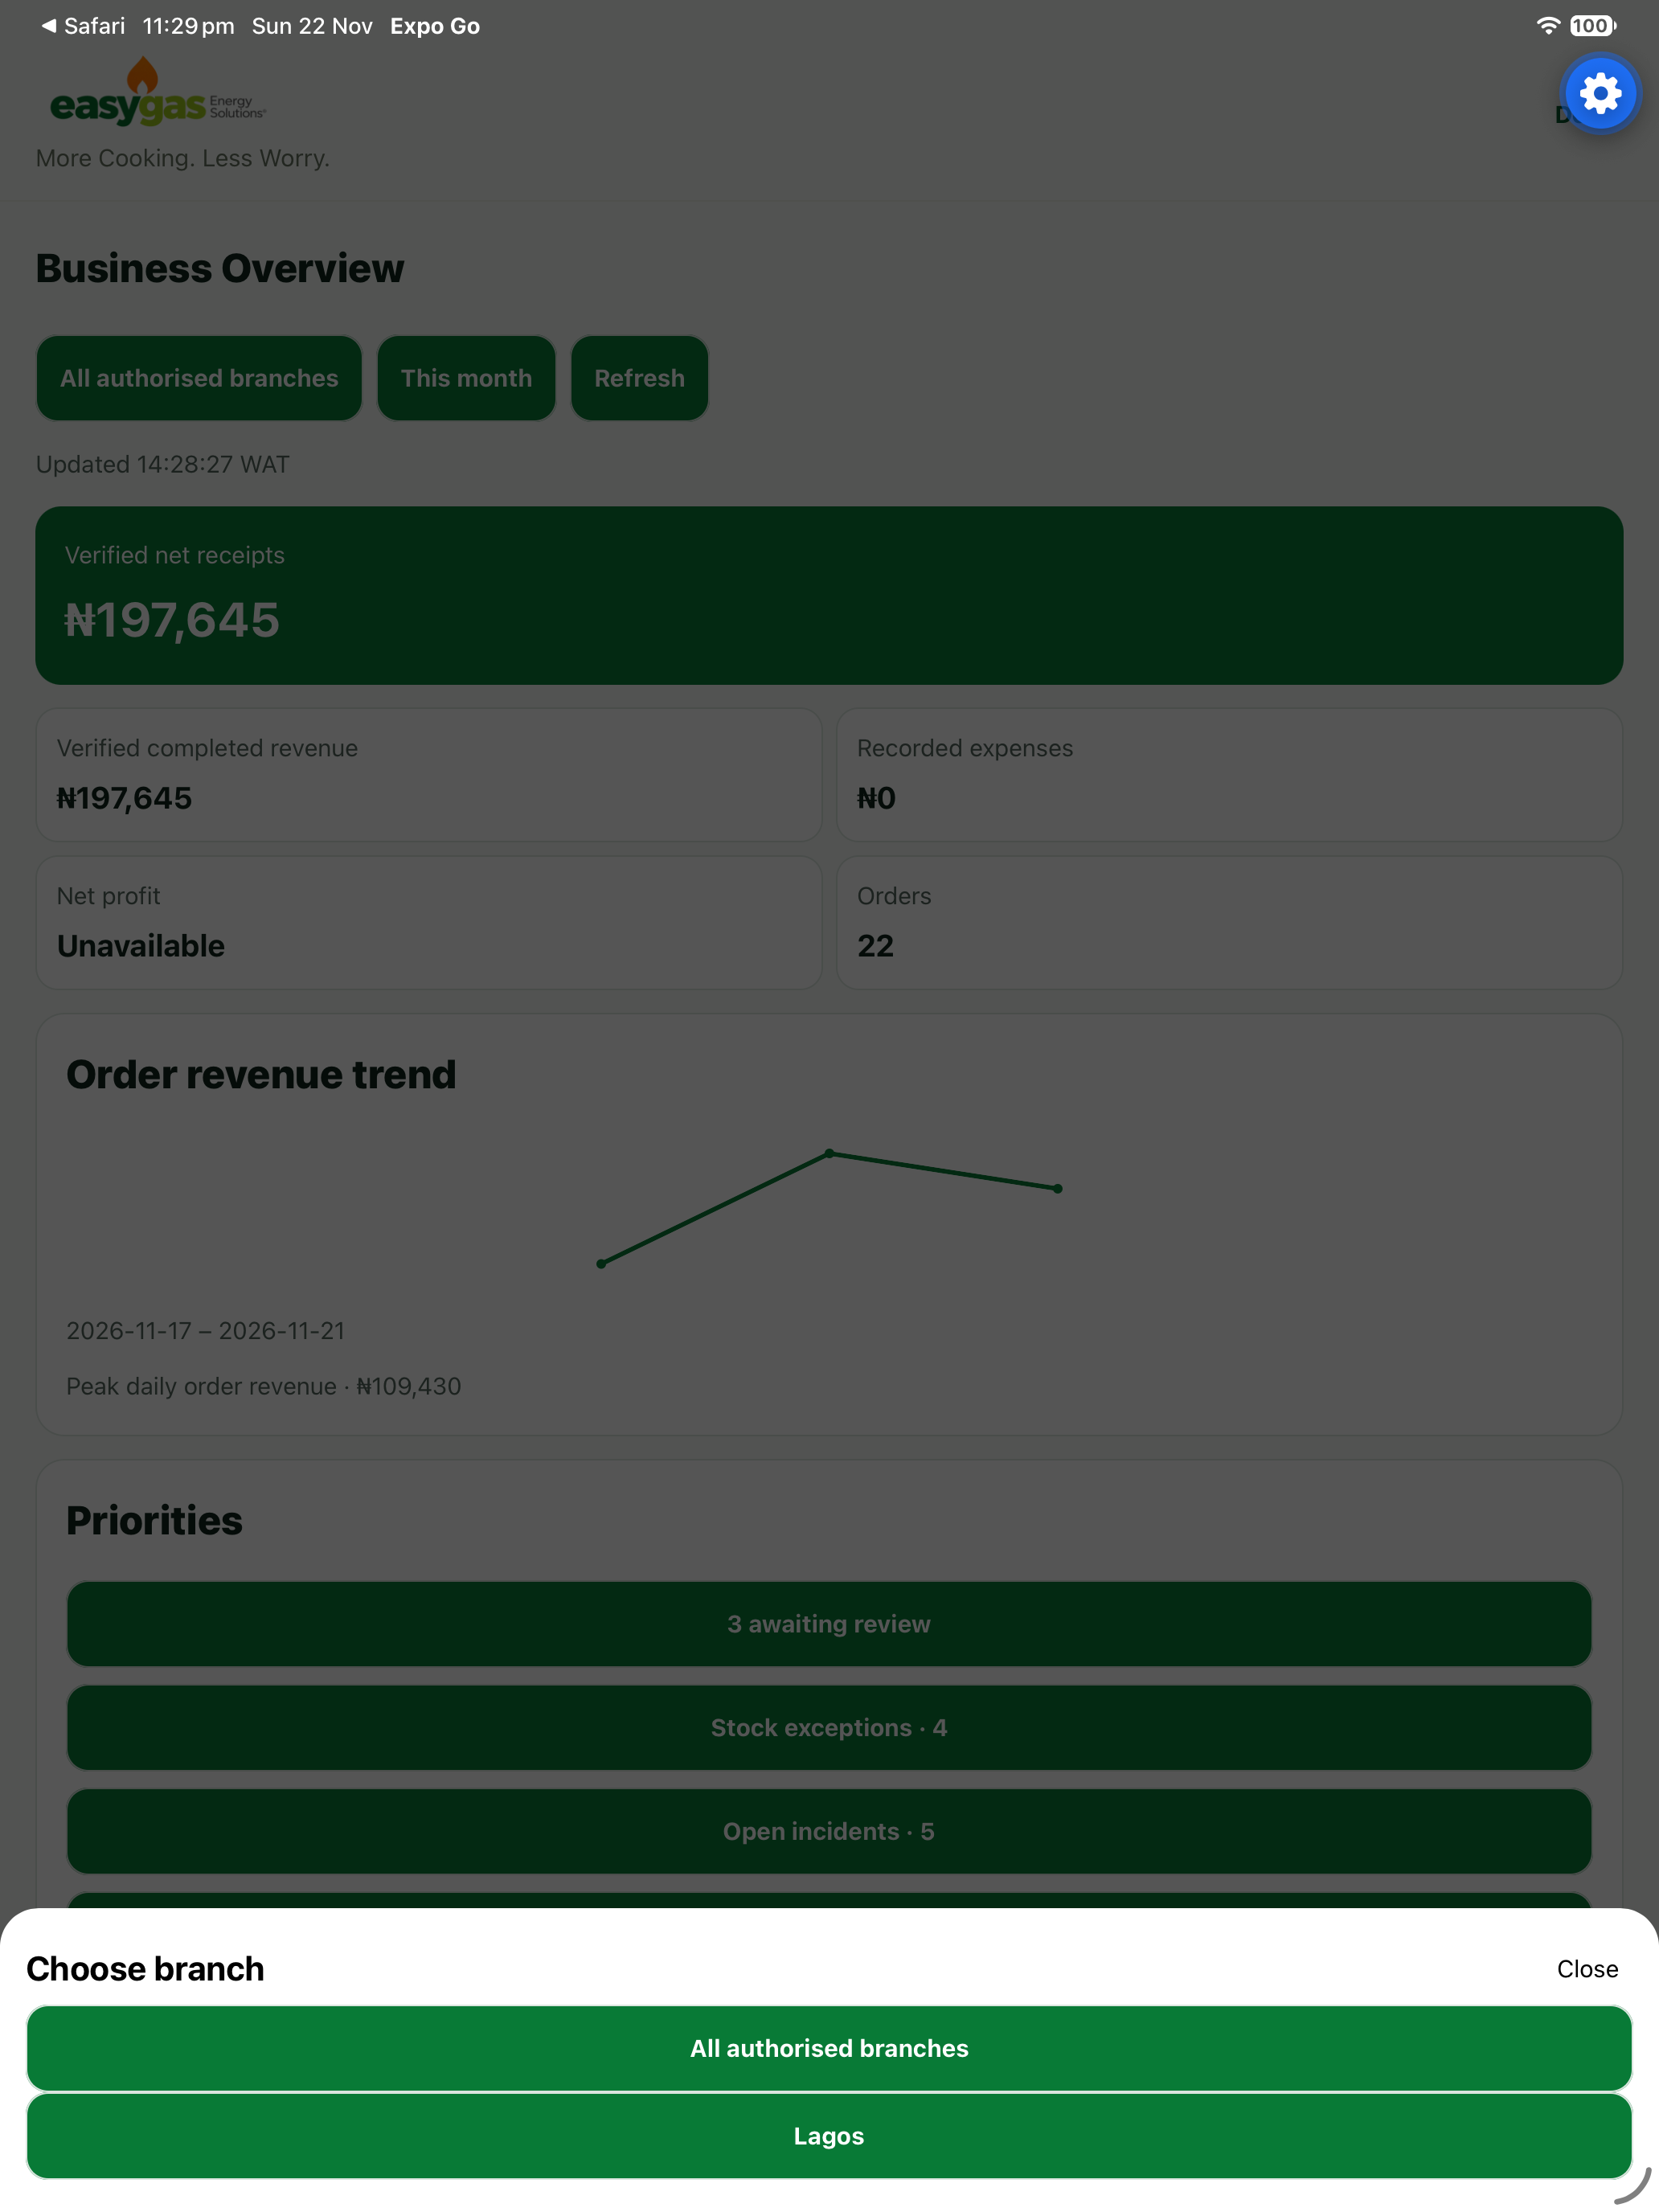 Safari 11:29 pm Sun 22 Nov Expo Go 100
easygas Energy Solutions
More Cooking. Less Worry.
Business Overview
All authorised branches This month Refresh
Updated 14:28:27 WAT
Verified net receipts
₦197,645
Verified completed revenue
₦197,645
Recorded expenses
₦0
Net profit
Unavailable
Orders
22
Order revenue trend
2026-11-17 – 2026-11-21
Peak daily order revenue · ₦109,430
Priorities
3 awaiting review
Stock exceptions · 4
Open incidents · 5
Choose branch Close
All authorised branches
Lagos